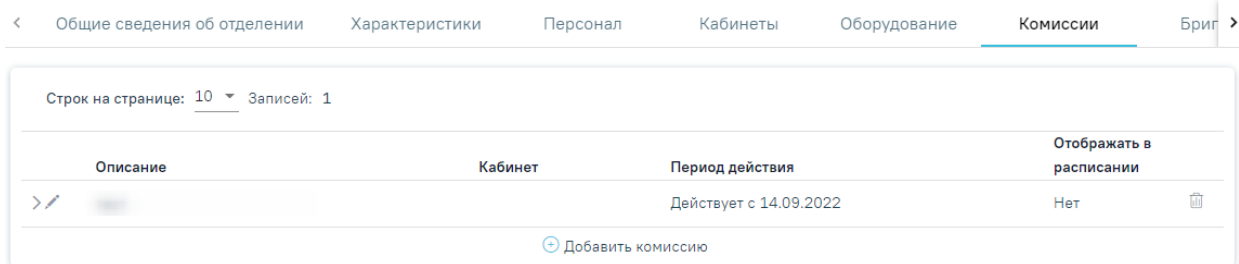 Общие сведения об отделении Характеристики Персонал Кабинеты Оборудование Комиссии Бриг
Строк на странице: 10 Записей: 1
Описание Кабинет Период действия Отображать в расписании
Действует с 14.09.2022 Нет
Добавить комиссию